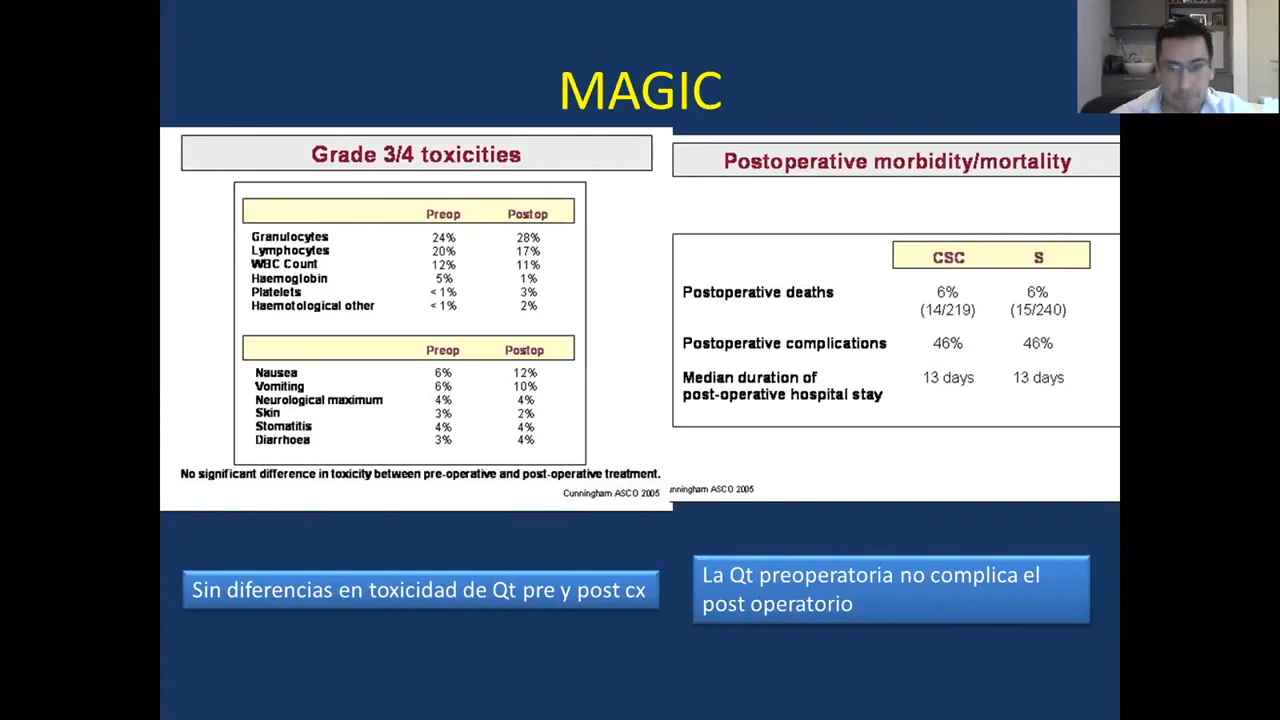 MAGIC
Grade 3/4 toxicities
Preop Postop
Granulocytes 24% 28%
Lymphocytes 20% 17%
WBC Count 12% 11%
Haemoglobin 5% 1%
Platelets < 1% 3%
Haemotological other < 1% 2%
Preop Postop
Nausea 6% 12%
Vomiting 6% 10%
Neurological maximum 4% 4%
Skin 3% 2%
Stomatitis 4% 4%
Diarrhoea 3% 4%
No significant difference in toxicity between pre-operative and post-operative treatment.
Cunningham ASCO 2005
Postoperative morbidity/mortality
CSC S
Postoperative deaths 6% 6%
(14/219) (15/240)
Postoperative complications 46% 46%
Median duration of 13 days 13 days
post-operative hospital stay
unningham ASCO 2005
Sin diferencias en toxicidad de Qt pre y post cx
La Qt preoperatoria no complica el
post operatorio